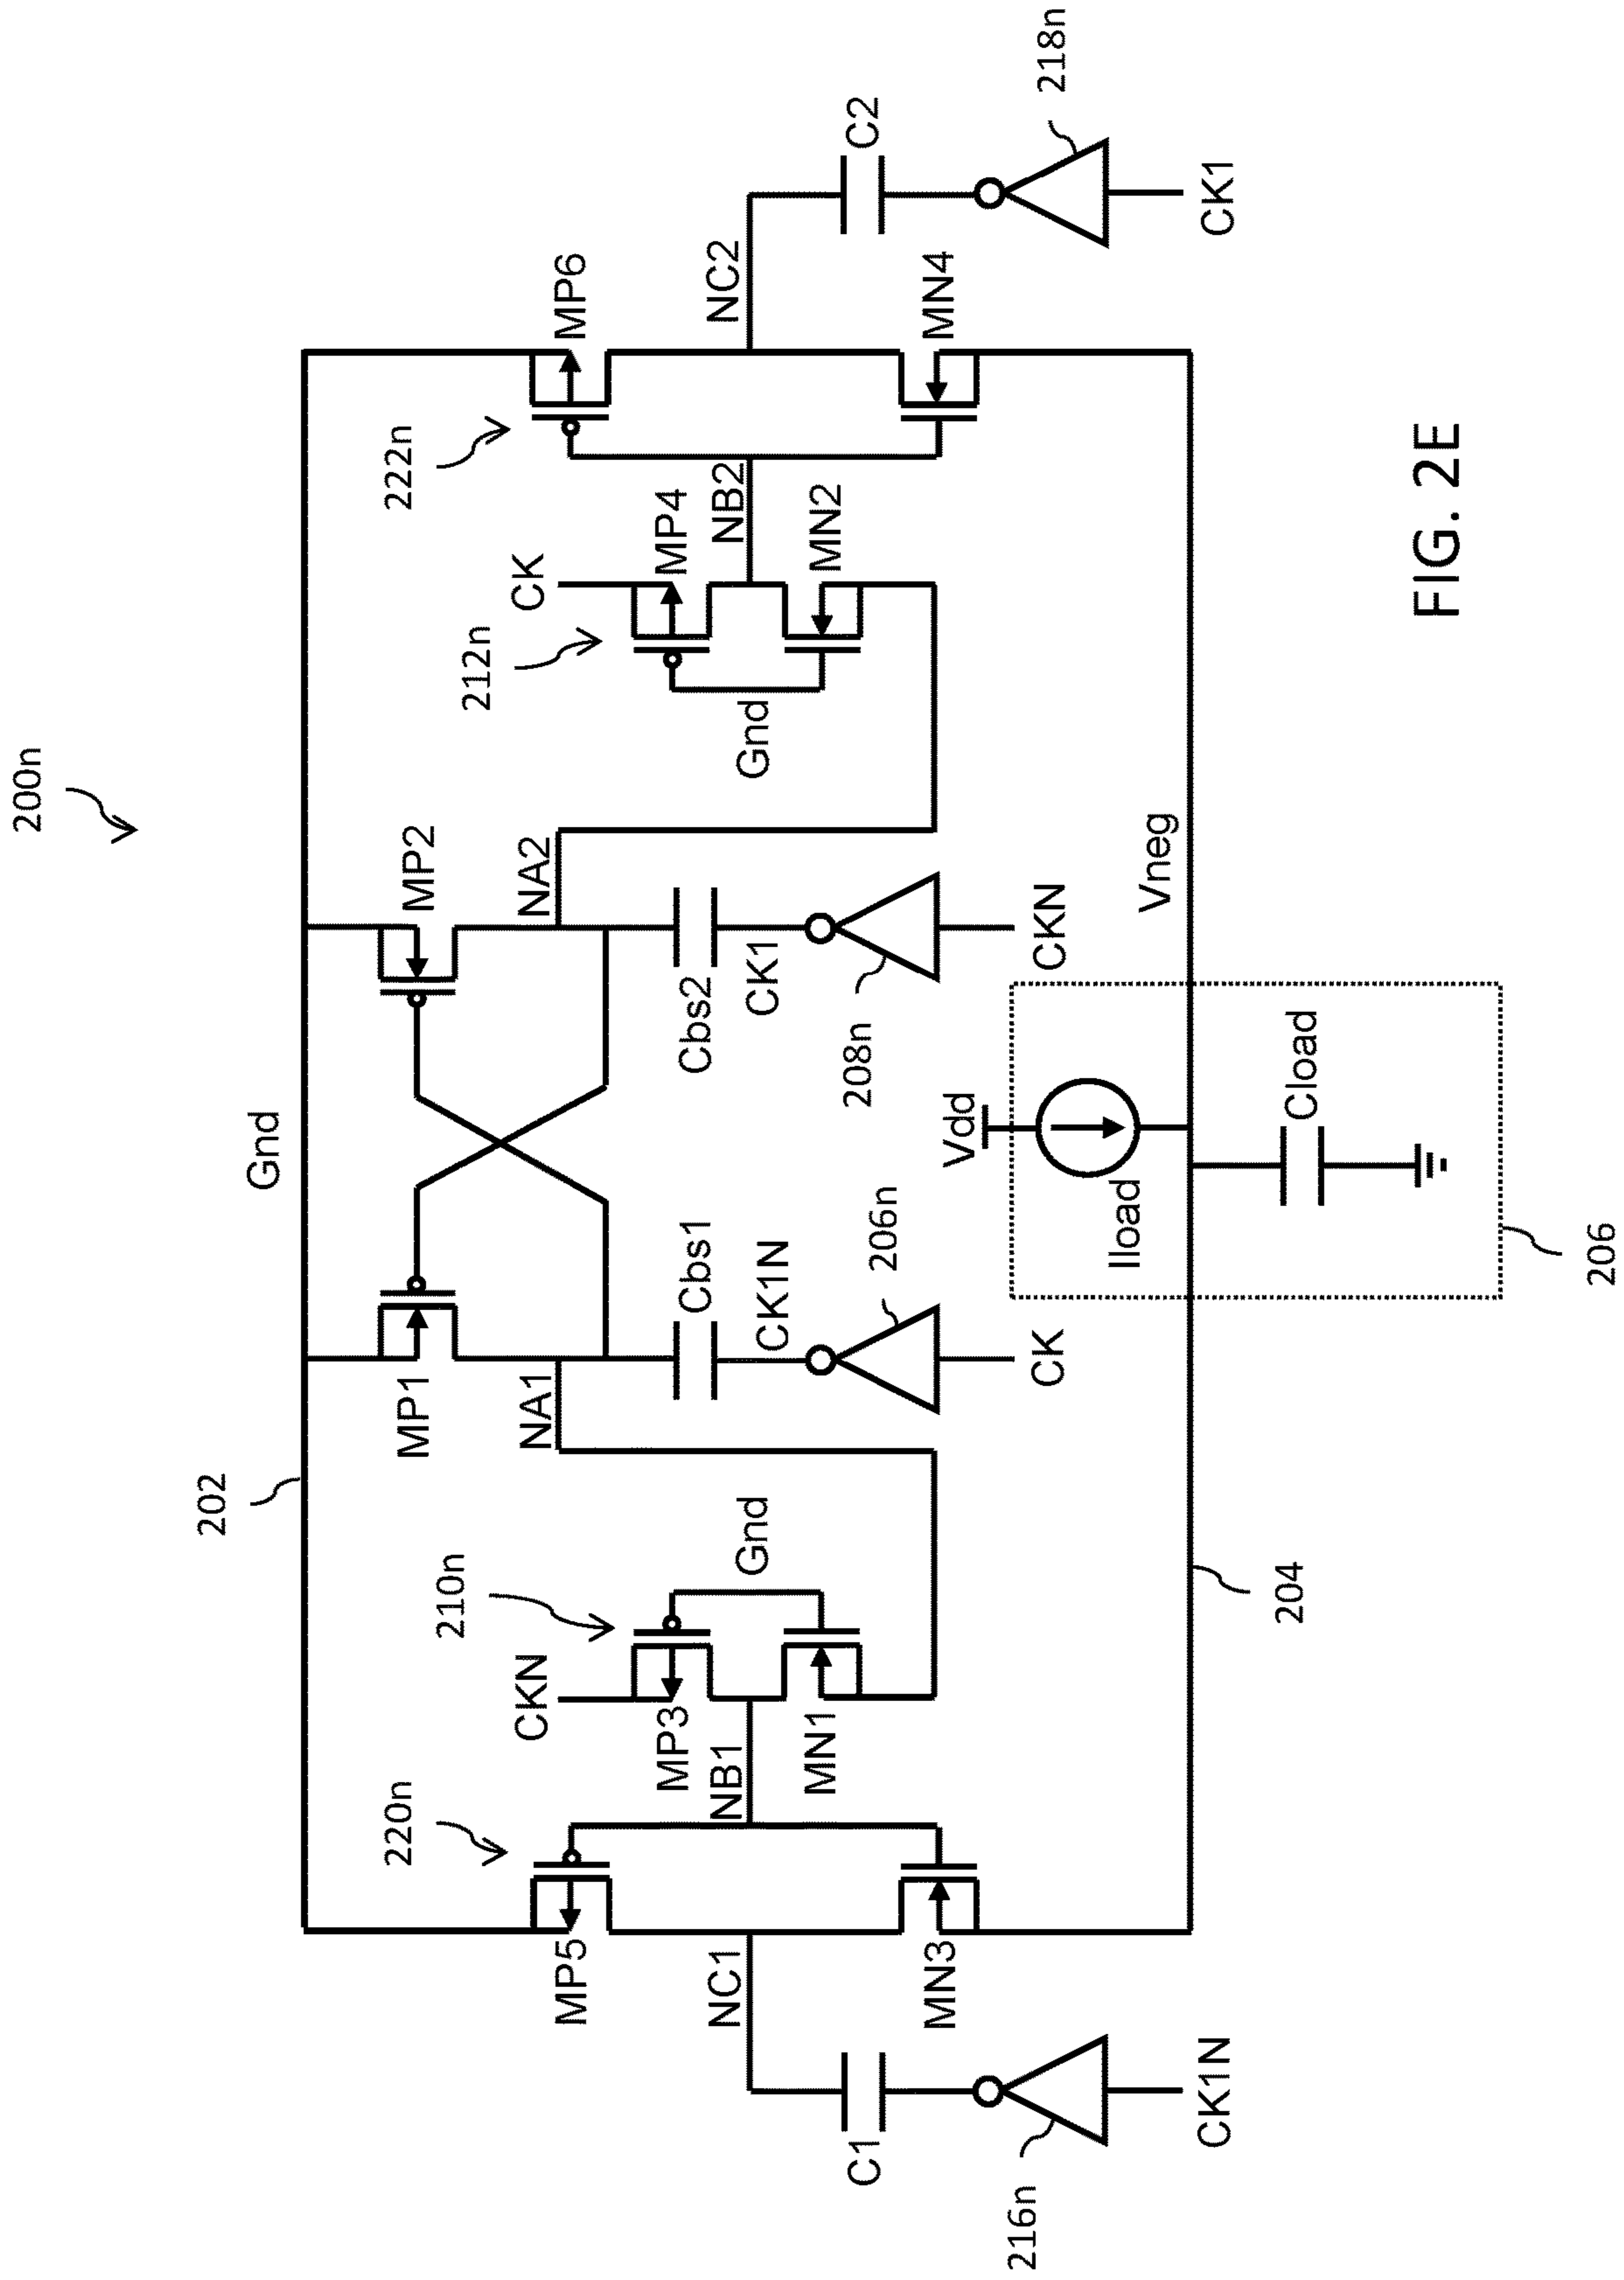 200n
202
Gnd
220n
MP5
CKN
210n
MP3
NB1
MN1
Gnd
NC1
MN3
C1
216n
CK1N
MP1
NA1
Cbs1
CK1N
206n
CK
MP2
NA2
Cbs2
CK1
208n
CKN
CK
212n
MP4
Gnd
NB2
MN2
222n
MP6
NC2
MN4
C2
218n
CK1
Vdd
Iload
Cload
Vneg
204
206
FIG. 2E